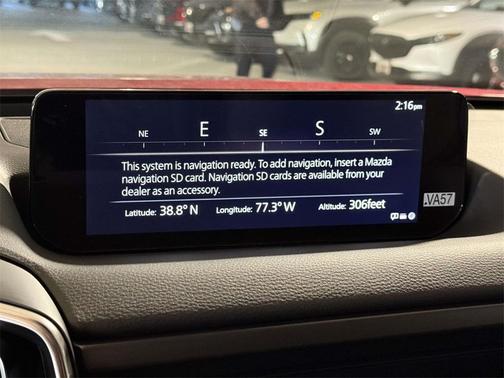 2:16pm
NE E SE S SW
This system is navigation ready. To add navigation, insert a Mazda
navigation SD card. Navigation SD cards are available from your
dealer as an accessory.
Latitude: 38.8° N Longitude: 77.3° W Altitude: 306feet
.VA57